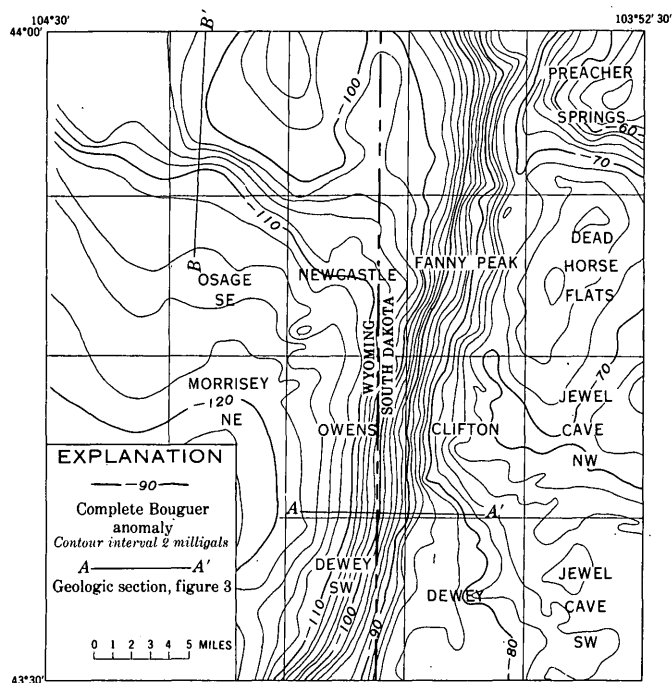 104°30'
B'
103°52'30"
44°00'
-100
PREACHER
SPRINGS
-60
-70
-110
DEAD
HORSE
FLATS
B
OSAGE
SE
NEWCASTLE
FANNY PEAK
WYOMING
SOUTH DAKOTA
MORRISEY
NE
-120
-70
JEWEL
CAVE
NW
OWENS
CLIFTON
EXPLANATION
-90
Complete Bouguer
anomaly
Contour interval 2 milligals
A A'
Geologic section, figure 3
0 1 2 3 4 5 MILES
A A'
DEWEY
SW
DEWEY
JEWEL
CAVE
SW
-110
-100
-90
-80
43°30'